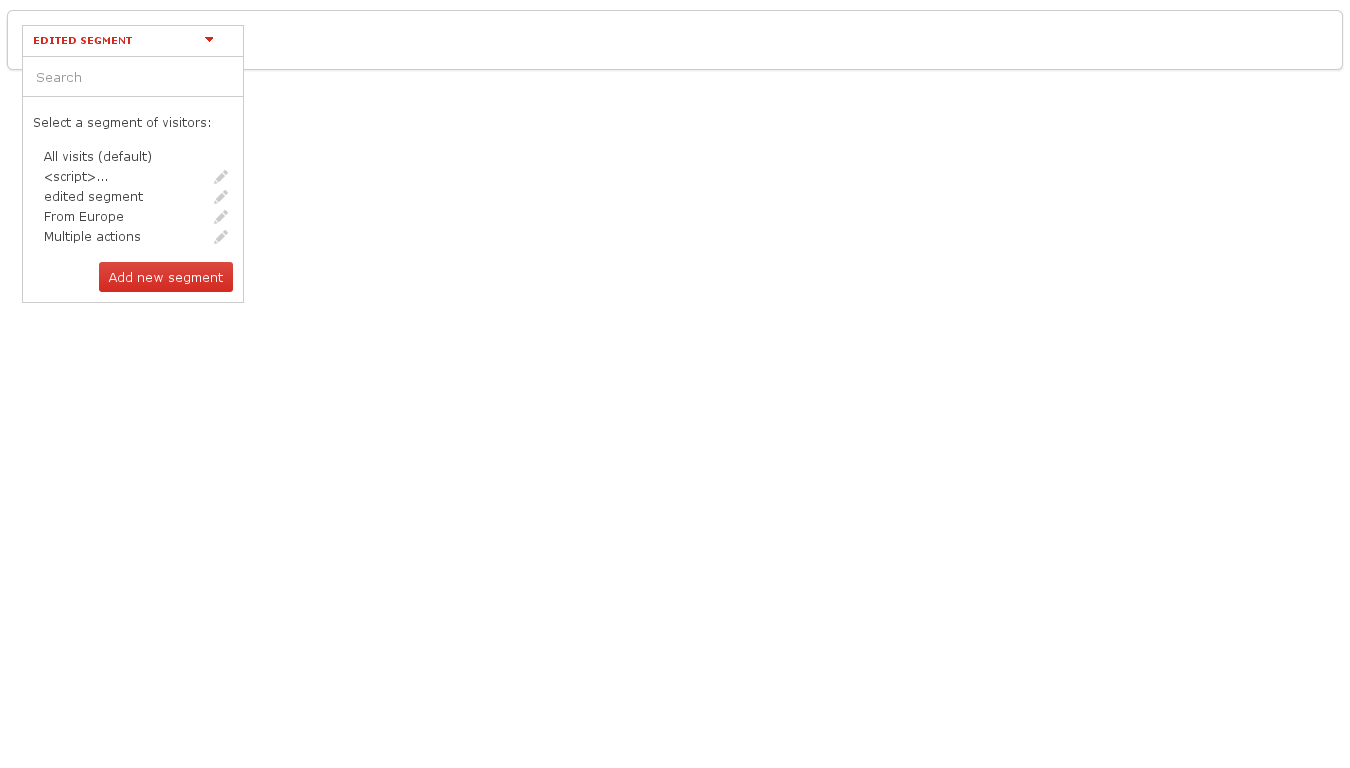 EDITED SEGMENT
Search
Select a segment of visitors:
All visits (default)
<script>...
edited segment
From Europe
Multiple actions
Add new segment